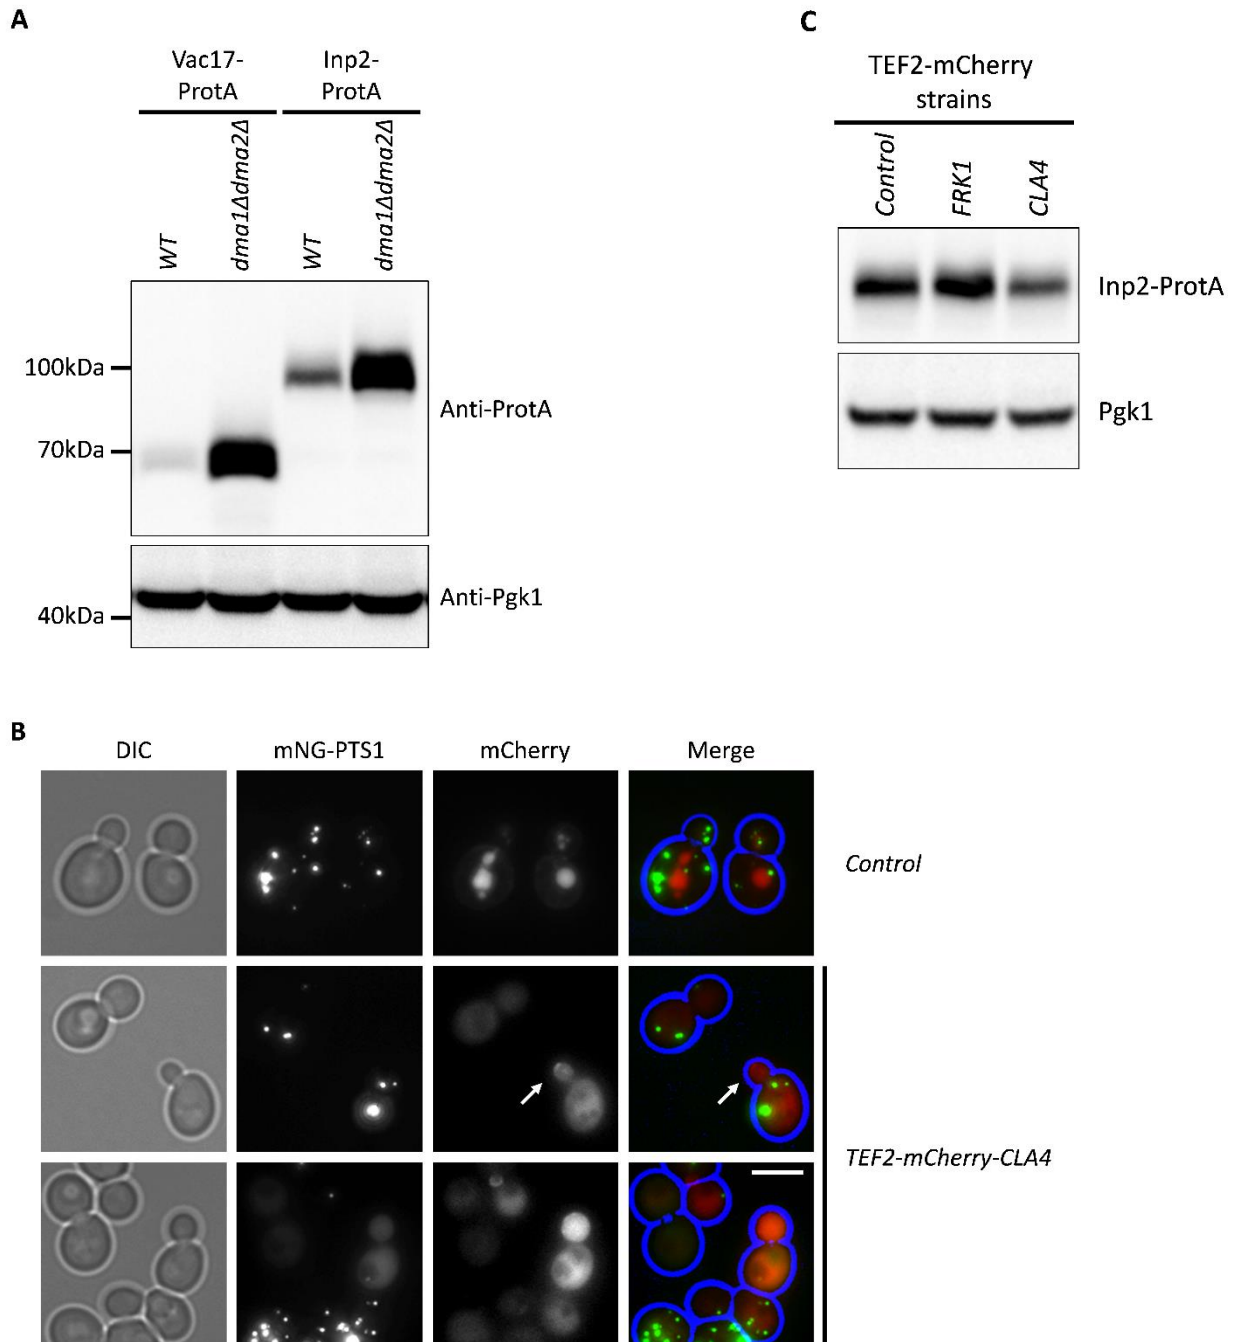 A
Vac17-
ProtA
Inp2-
ProtA
WT
dma1Δdma2Δ
WT
dma1Δdma2Δ
100kDa
70kDa
Anti-ProtA
40kDa
Anti-Pgk1
C
TEF2-mCherry
strains
Control
FRK1
CLA4
Inp2-ProtA
Pgk1
B
DIC
mNG-PTS1
mCherry
Merge
Control
TEF2-mCherry-CLA4